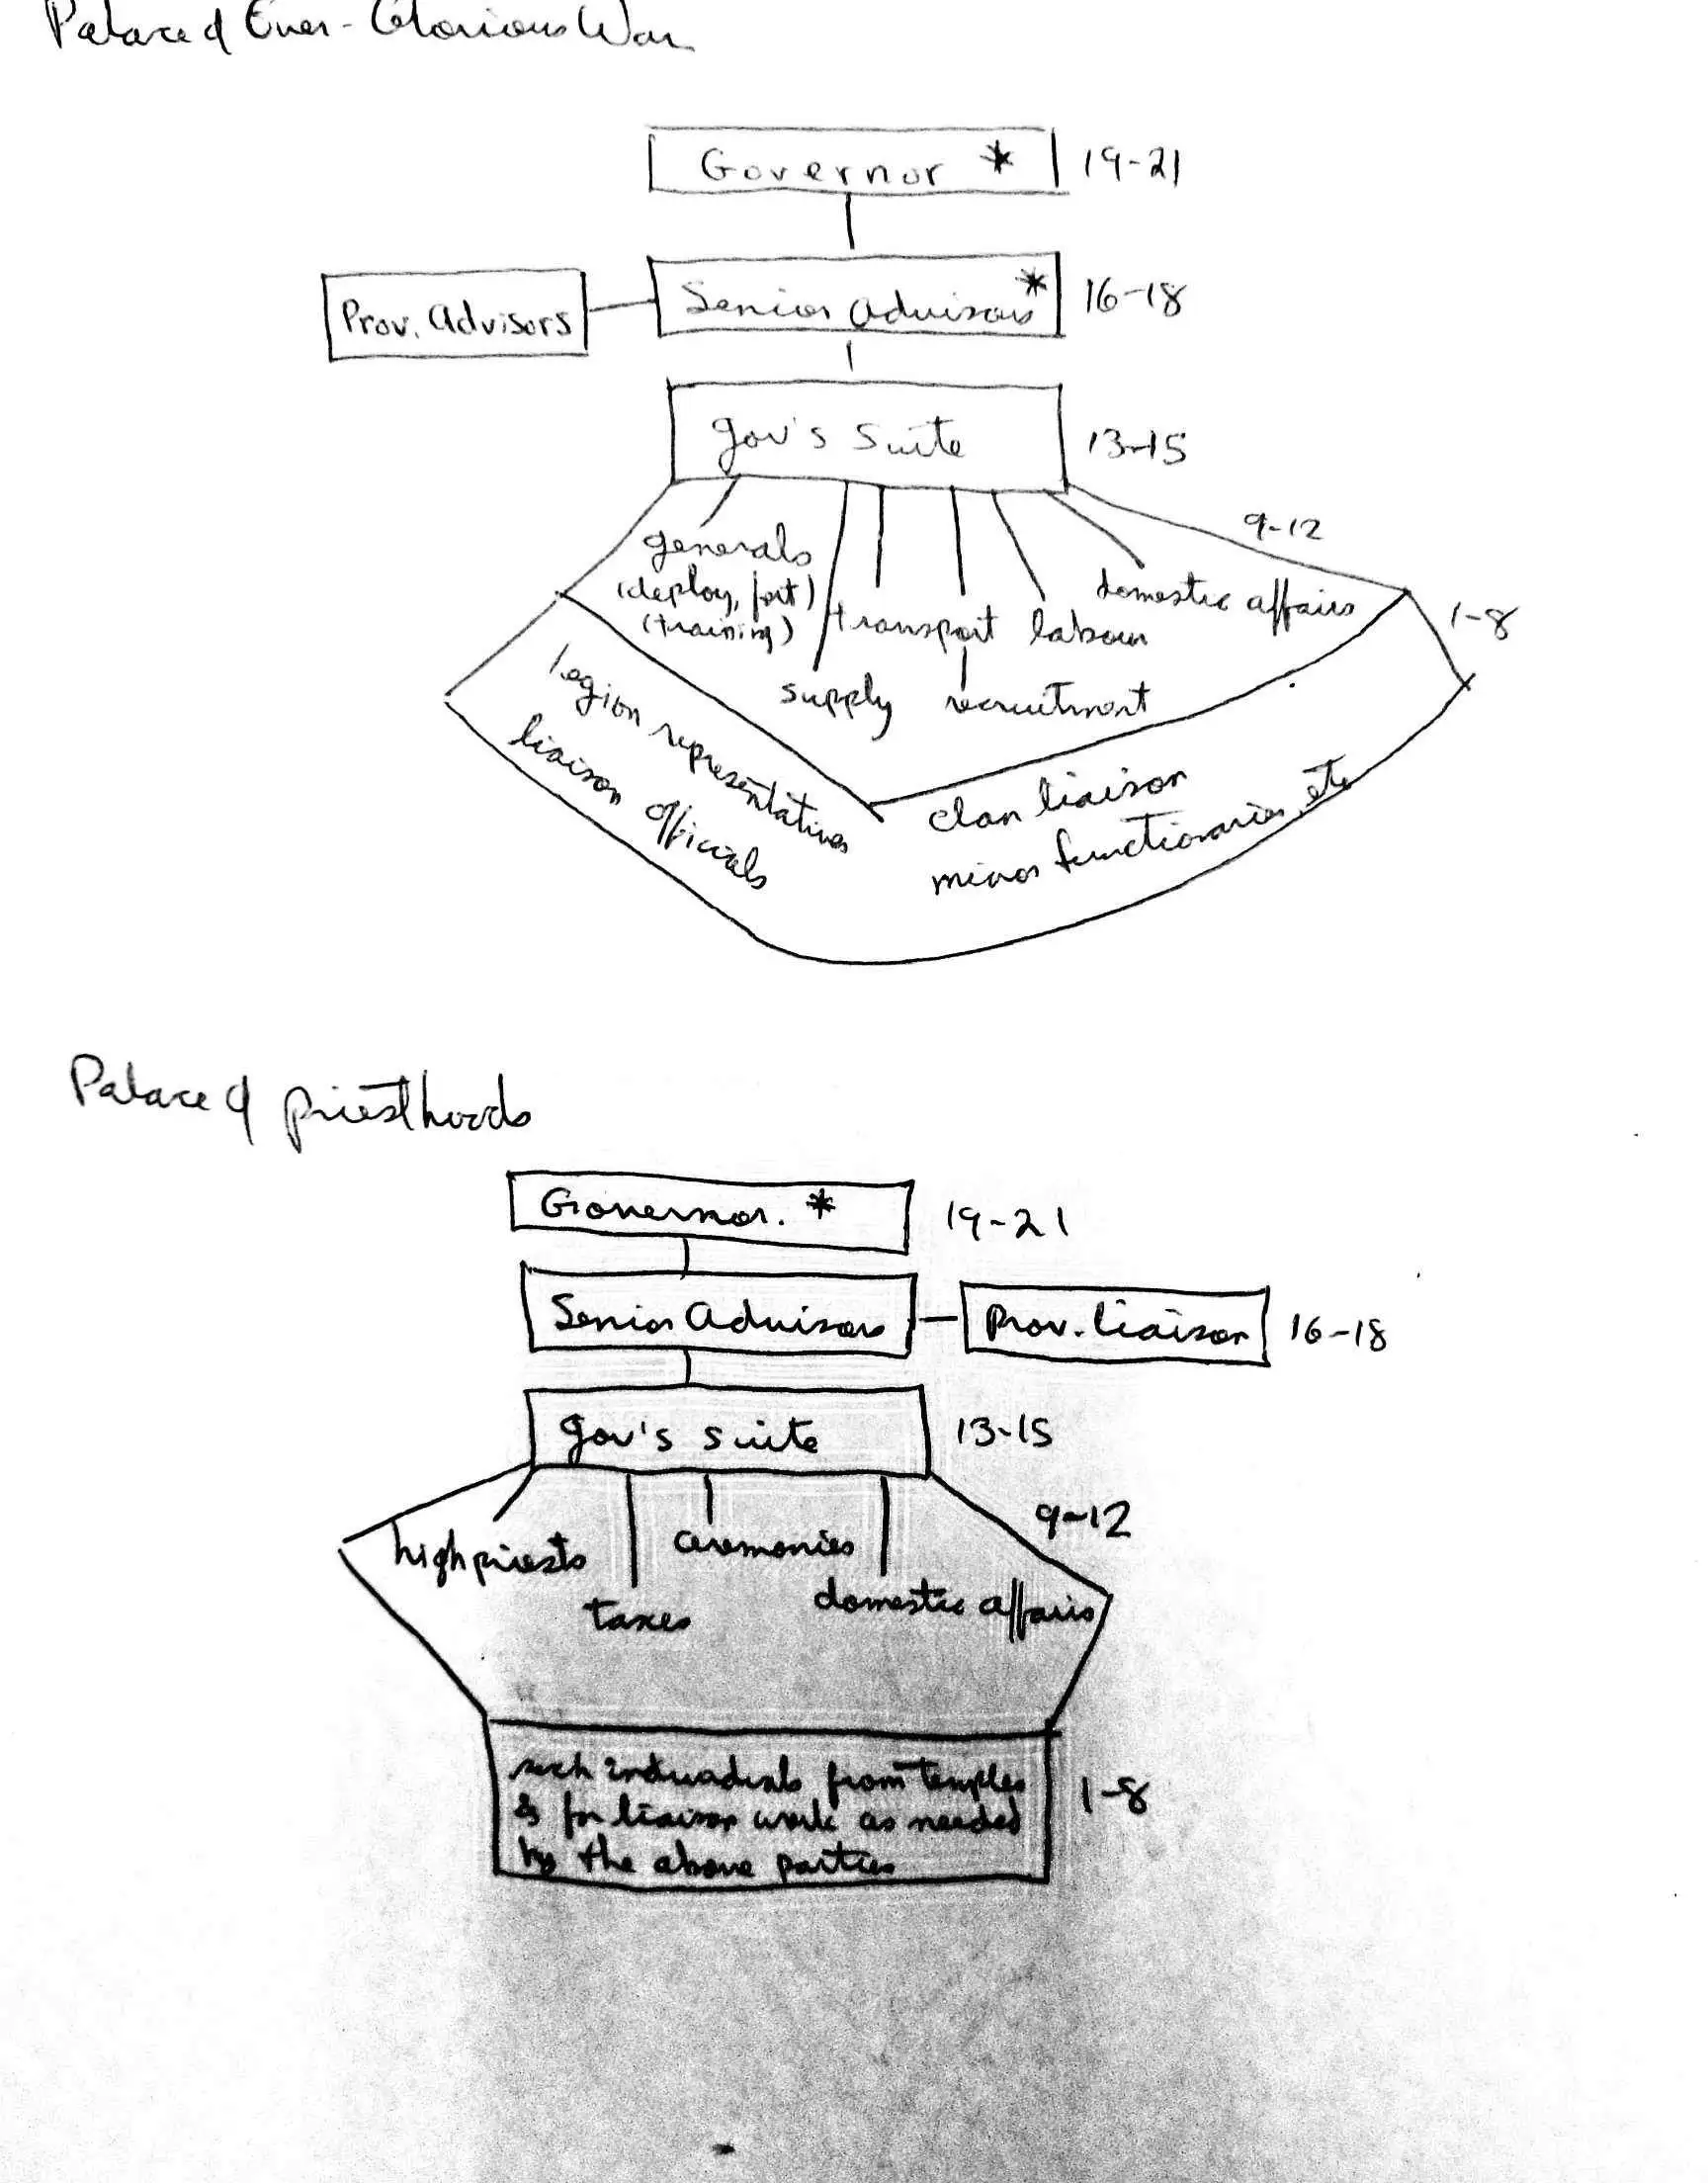 Palace of Ever-Glorious War
Governor * 19-21
Prov. Advisors
Senior Advisors * 16-18
gov's suite 13-15
9-12
generals
(deploy, fort)
(training)
transport
labour
domestic affairs
1-8
supply
recruitment
legion representatives
liaison officials
clan liaison
minor functionaries, etc
Palace of priesthoods
Governor. * 19-21
Senior Advisors
Prov. liaison 16-18
gov's suite 13-15
9-12
high priests
ceremonies
taxes
domestic affairs
such individuals from temples
& for liaison work as needed
by the above parties
1-8